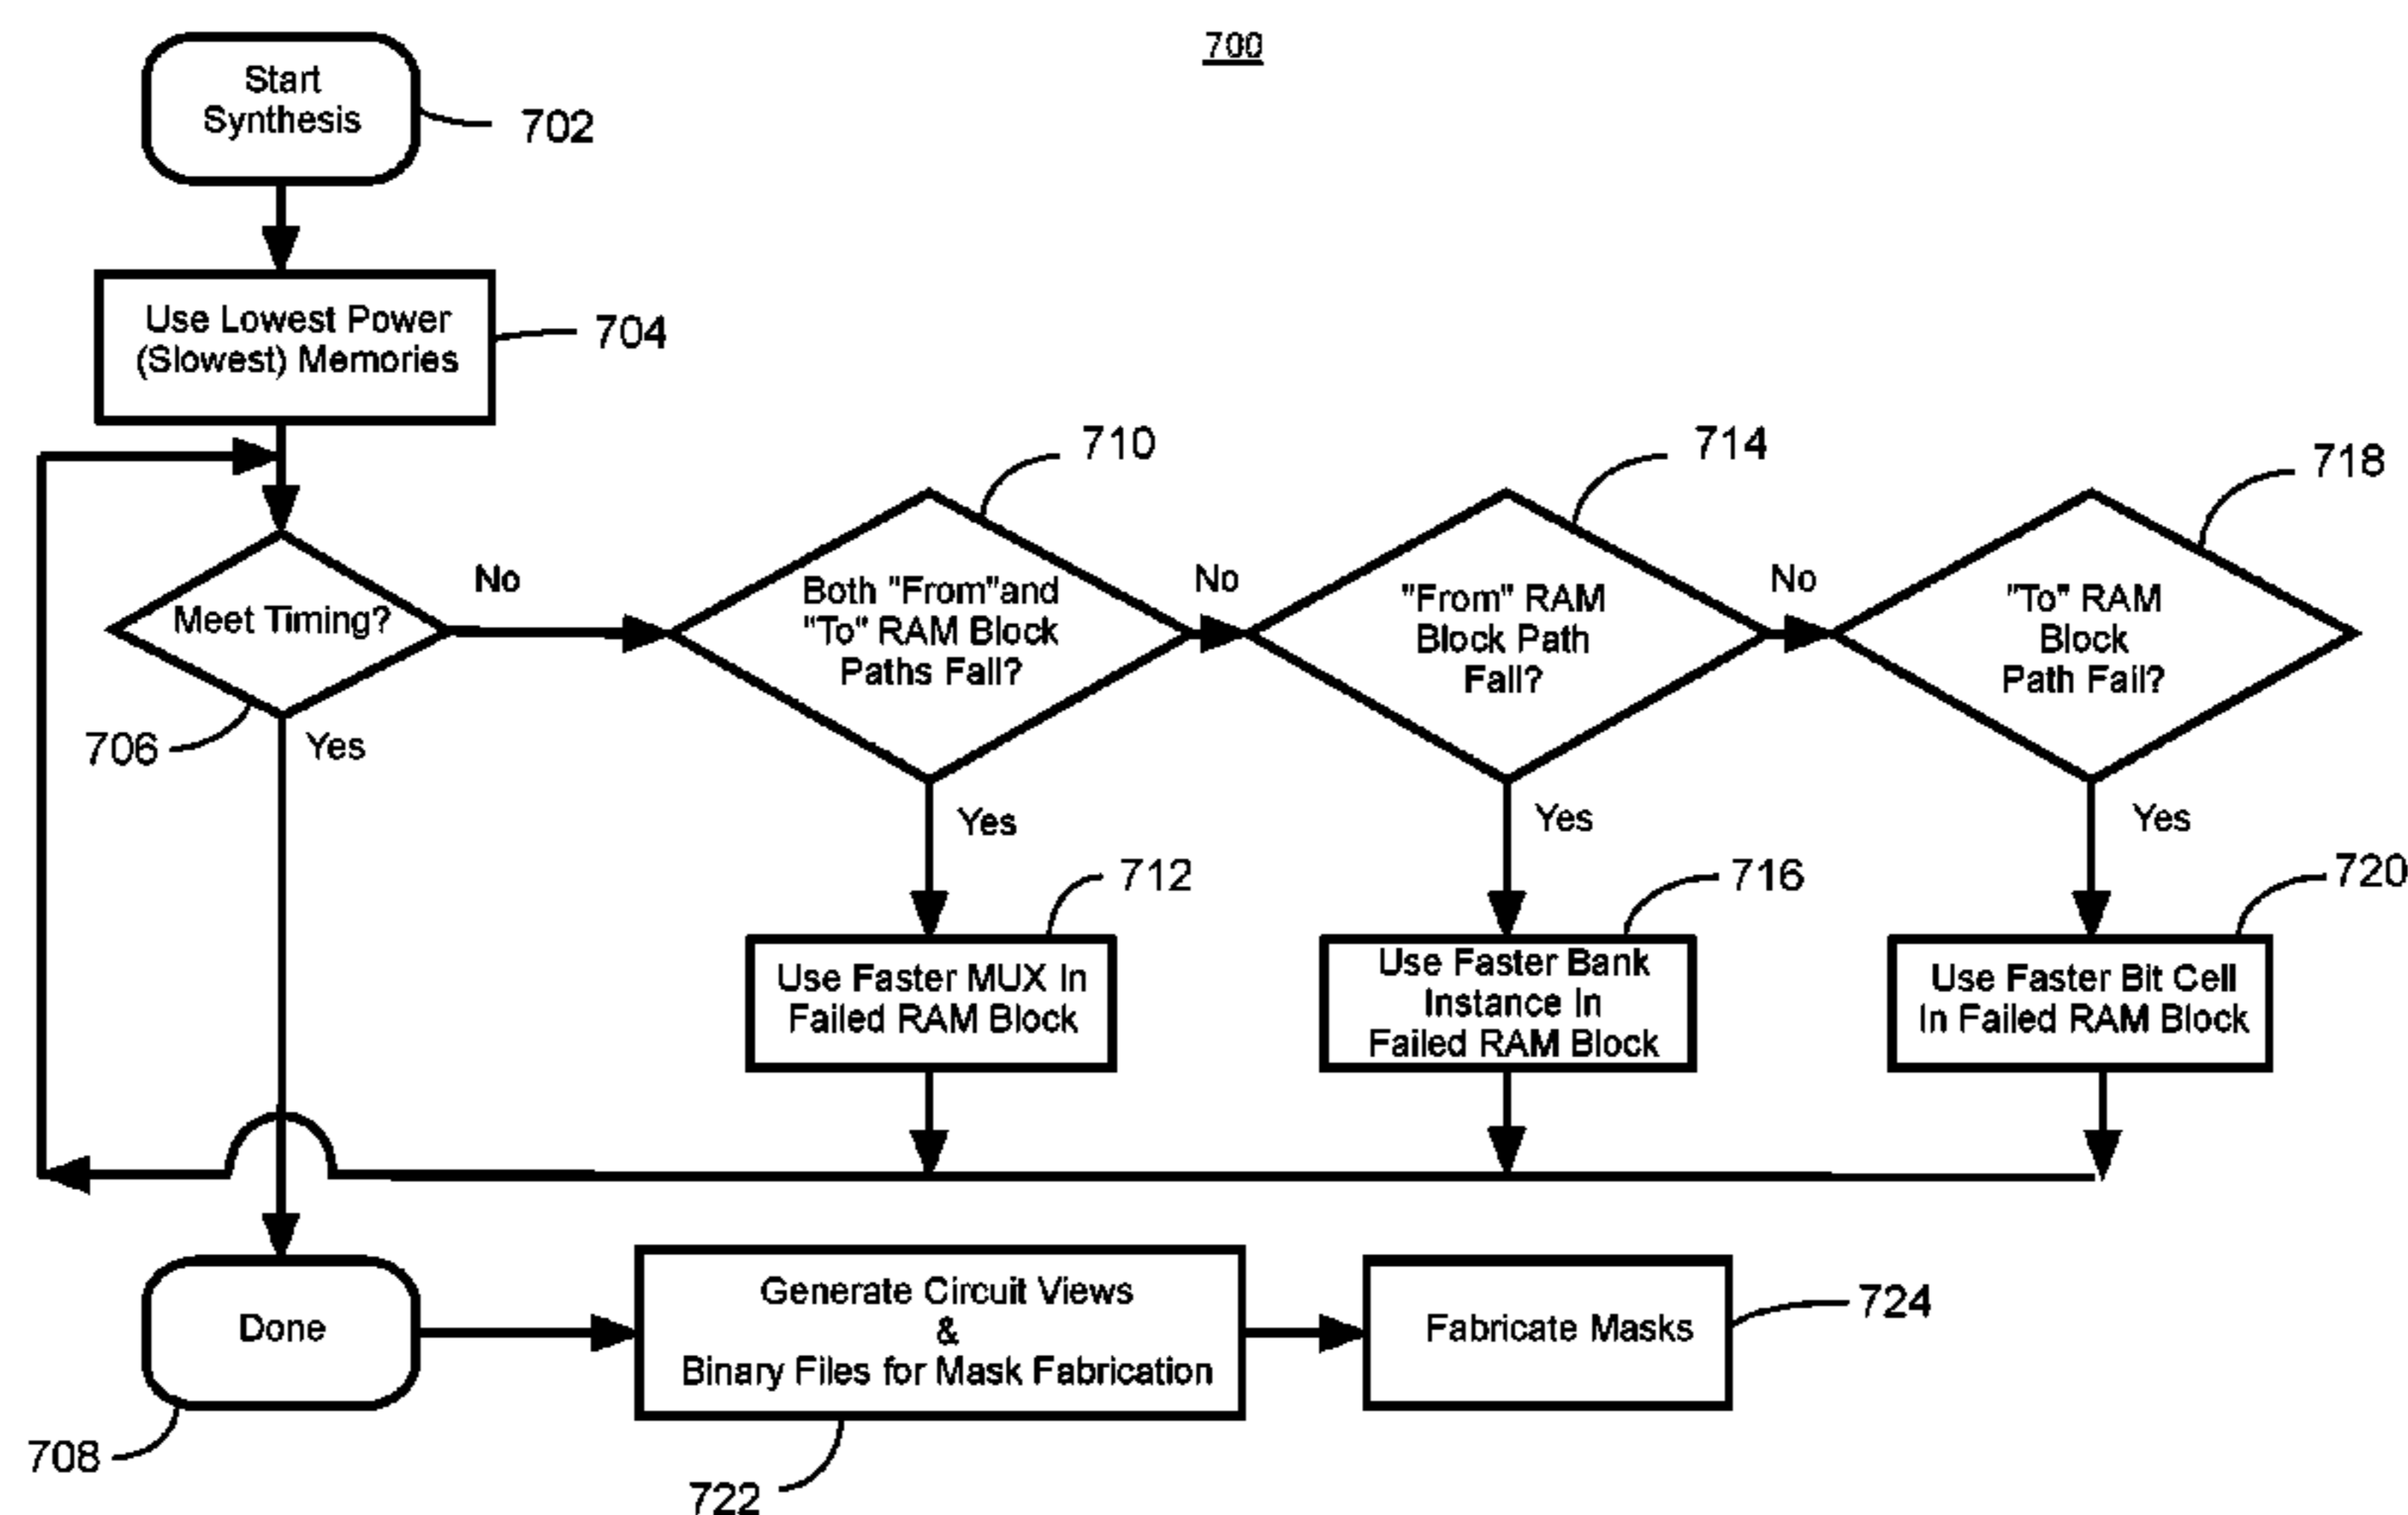 700
Start
Synthesis
702
Use Lowest Power
(Slowest) Memories
704
710
714
718
Meet Timing?
No
Both "From"and
"To" RAM Block
Paths Fall?
No
"From" RAM
Block Path
Fall?
No
"To" RAM
Block
Path Fail?
706
Yes
Yes
Yes
Yes
712
716
720
Use Faster MUX In
Failed RAM Block
Use Faster Bank
Instance In
Failed RAM Block
Use Faster Bit Cell
In Failed RAM Block
Done
708
Generate Circuit Views
&
Binary Files for Mask Fabrication
722
Fabricate Masks
724